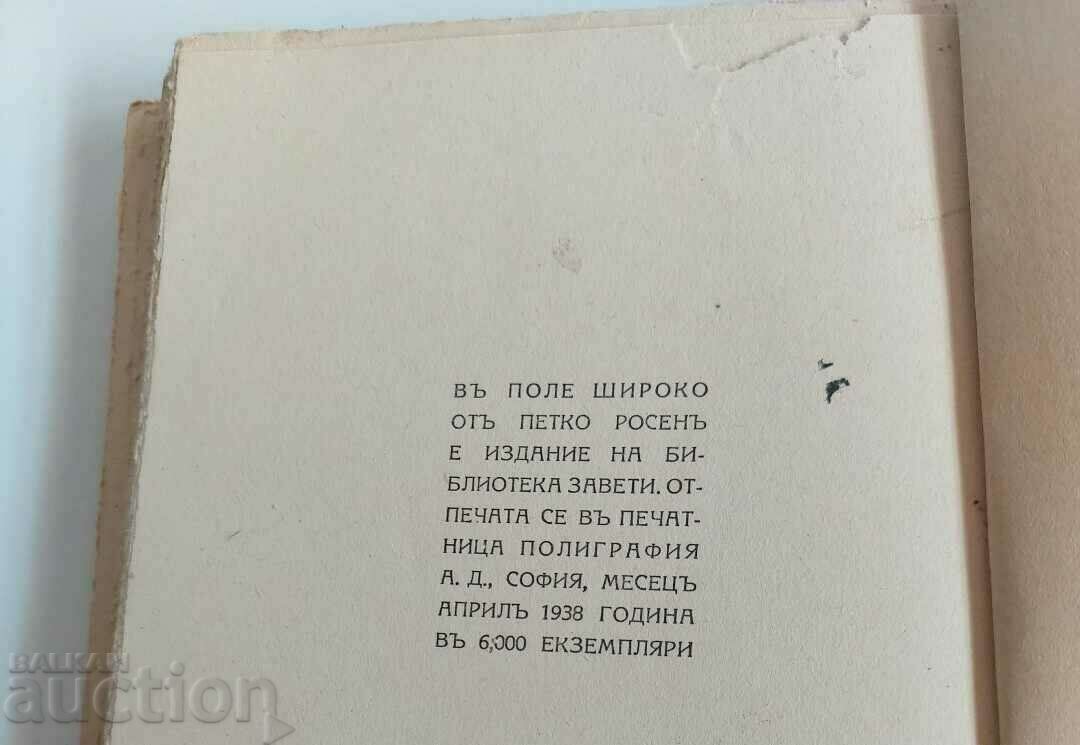 ВЪ ПОЛЕ ШИРОКО
ОТЪ ПЕТКО РОСЕНЪ
Е ИЗДАНИЕ НА БИ-
БЛИОТЕКА ЗАВЕТИ. ОТ-
ПЕЧАТА СЕ ВЪ ПЕЧАТ-
НИЦА ПОЛИГРАФИЯ
А. Д., СОФИЯ, МЕСЕЦЪ
АПРИЛЪ 1938 ГОДИНА
ВЪ 6,000 ЕКЗЕМПЛЯРИ
BALKAN
auction